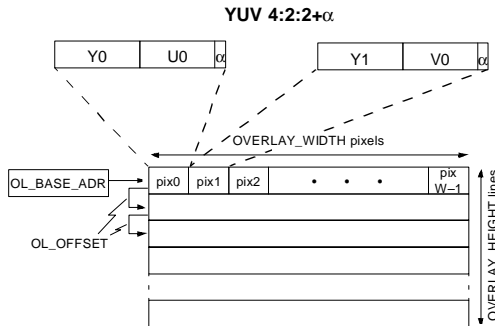 YUV 4:2:2+α
Y0 U0 α
Y1 V0 α
OVERLAY_WIDTH pixels
OL_BASE_ADR
pix0 pix1 pix2 • • • pix
W–1
OL_OFFSET
OVERLAY_HEIGHT lines